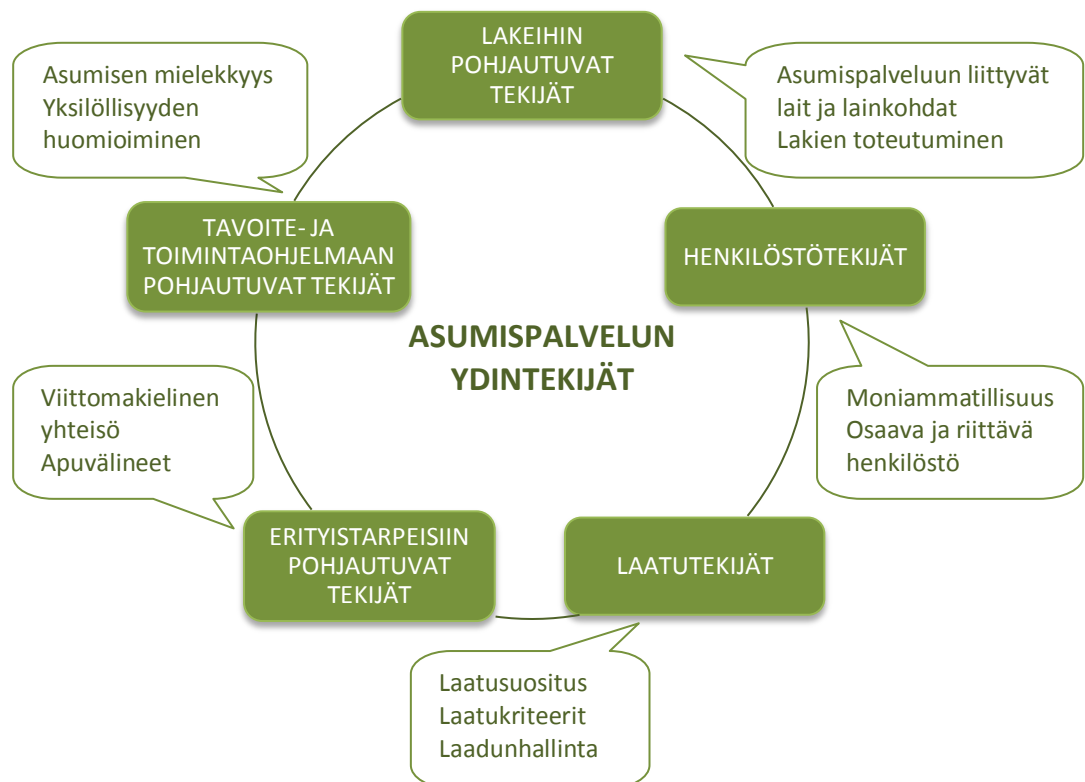 LAKEIHIN
POHJAUTUVAT
TEKIJÄT
Asumispalveluun liittyvät
lait ja lainkohdat
Lakien toteutuminen
HENKILÖSTÖTEKIJÄT
Moniammatillisuus
Osaava ja riittävä
henkilöstö
LAATUTEKIJÄT
Laatusuositus
Laatukriteerit
Laadunhallinta
ERITYISTARPEISIIN
POHJAUTUVAT
TEKIJÄT
Viittomakielinen
yhteisö
Apuvälineet
TAVOITE- JA
TOIMINTAOHJELMAAN
POHJAUTUVAT TEKIJÄT
Asumisen mielekkyys
Yksilöllisyyden
huomioiminen
ASUMISPALVELUN
YDINTEKIJÄT